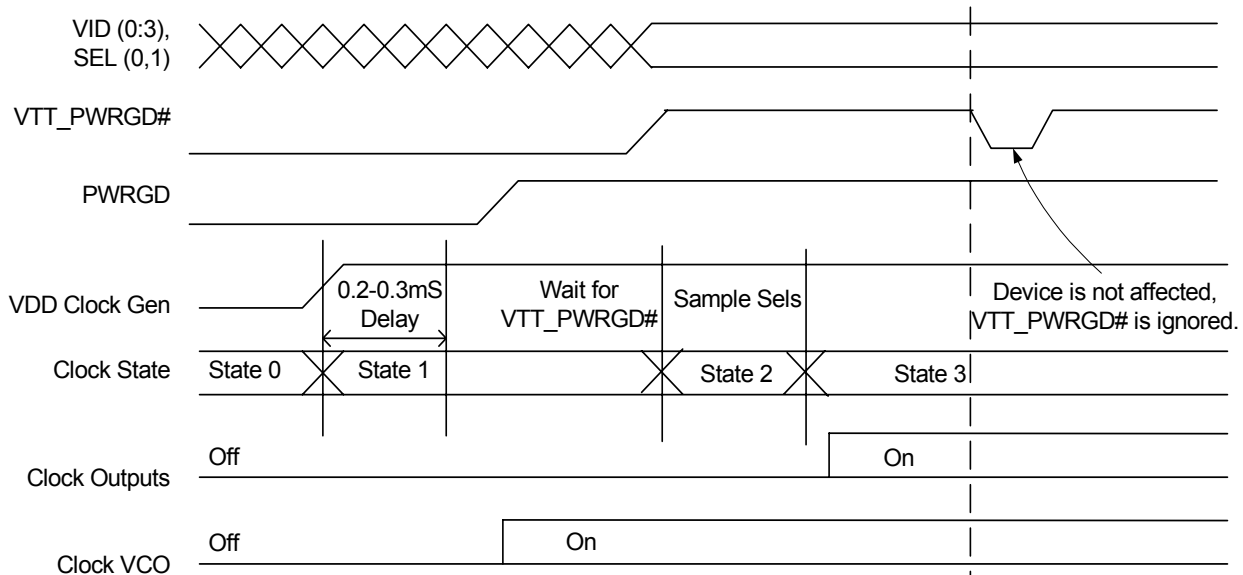 VID (0:3),
SEL (0,1)
VTT_PWRGD#
PWRGD
VDD Clock Gen
0.2-0.3mS
Delay
Wait for
VTT_PWRGD#
Sample Sels
Device is not affected,
VTT_PWRGD# is ignored.
Clock State
State 0
State 1
State 2
State 3
Clock Outputs
Off
On
Clock VCO
Off
On